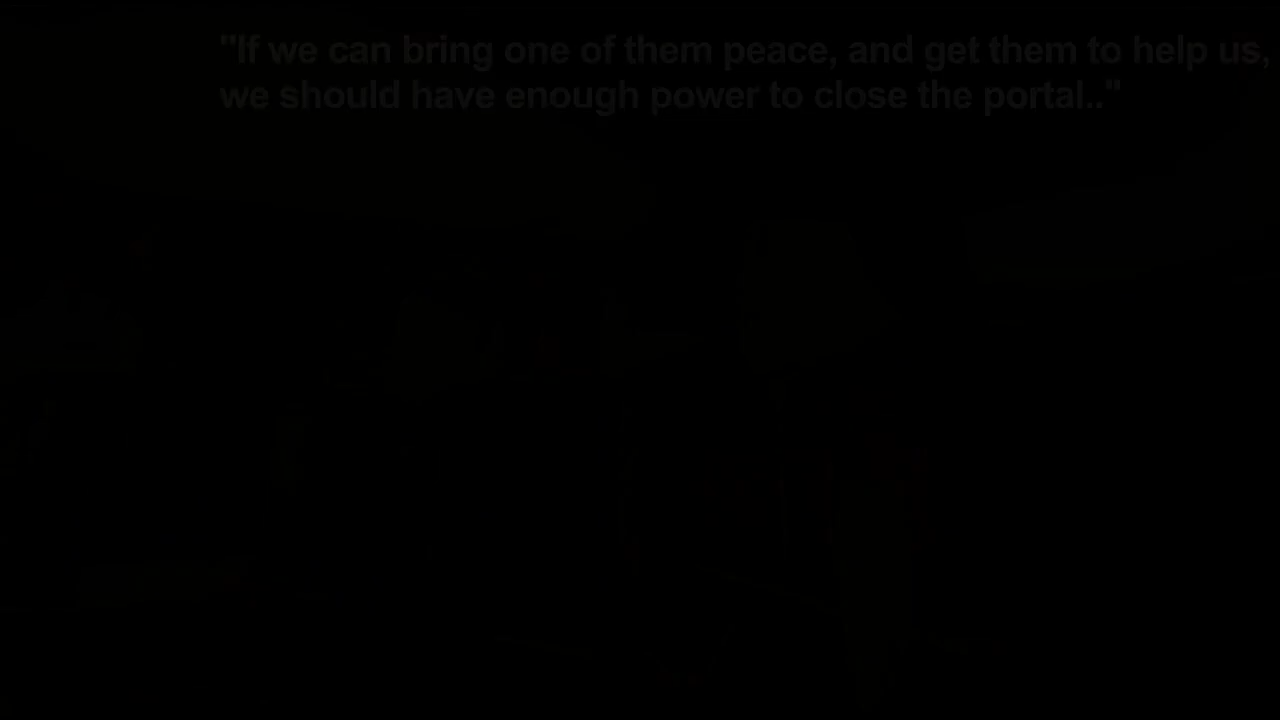 "If we can bring one of them peace, and get them to help us,
we should have enough power to close the portal.."